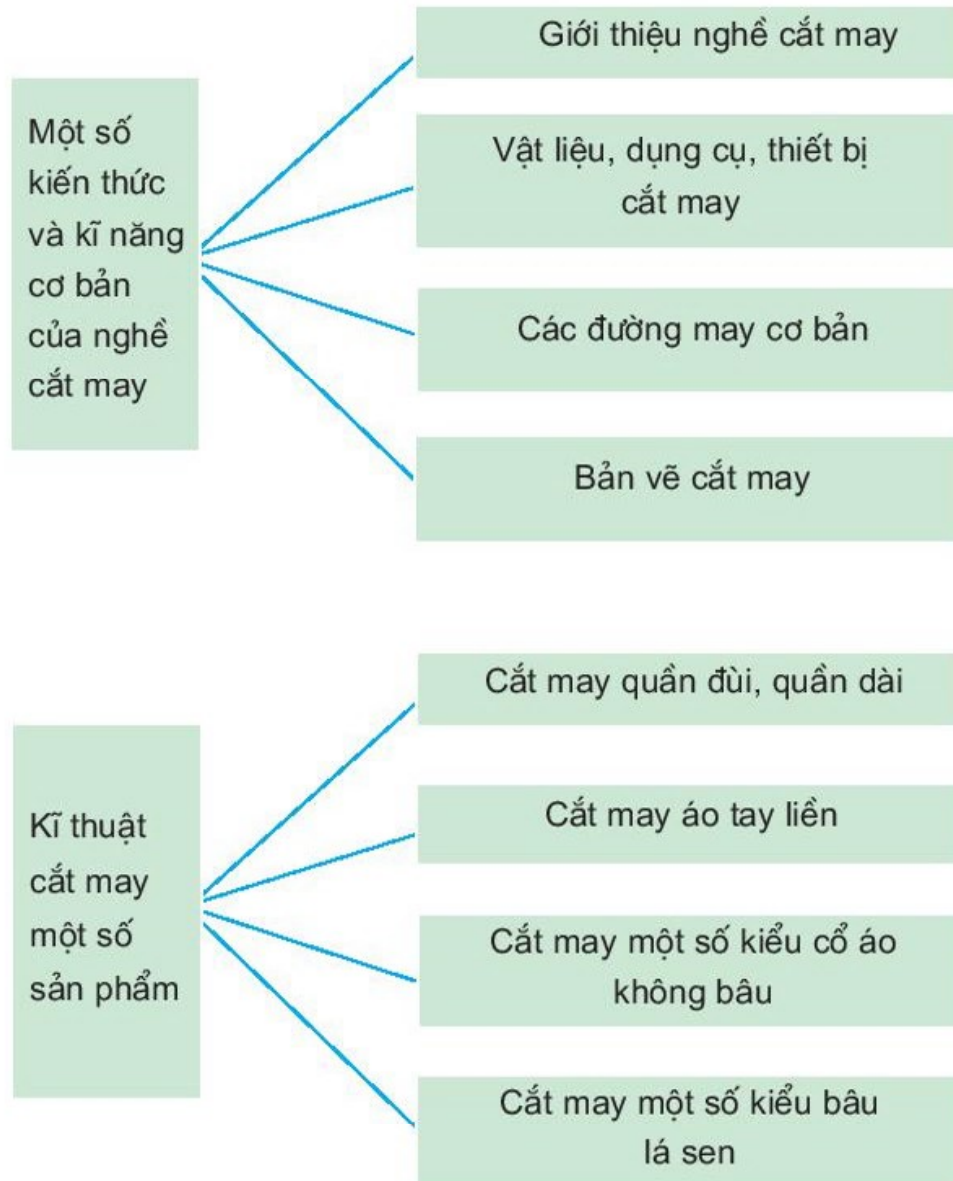 Một số
kiến thức
và kĩ năng
cơ bản
của nghề
cắt may
Giới thiệu nghề cắt may
Vật liệu, dụng cụ, thiết bị
cắt may
Các đường may cơ bản
Bản vẽ cắt may
Kĩ thuật
cắt may
một số
sản phẩm
Cắt may quần đùi, quần dài
Cắt may áo tay liền
Cắt may một số kiểu cổ áo
không bâu
Cắt may một số kiểu bâu
lá sen